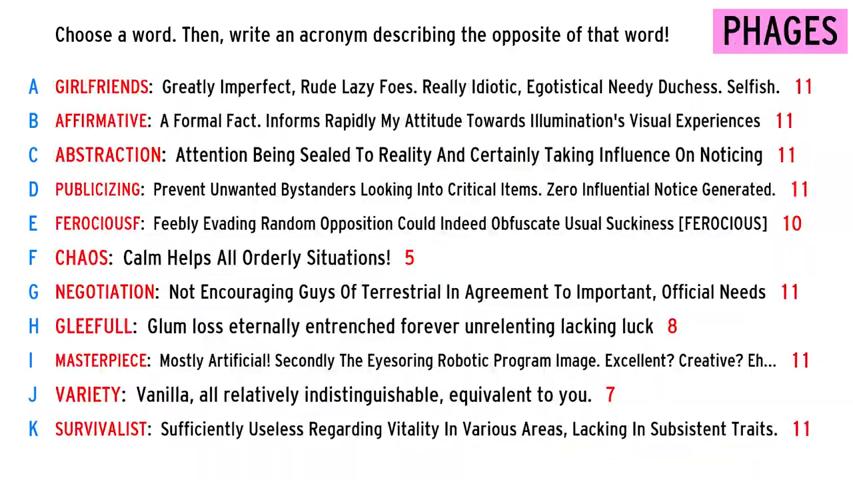 Choose a word. Then, write an acronym describing the opposite of that word!
PHAGES
A GIRLFRIENDS: Greatly Imperfect, Rude Lazy Foes. Really Idiotic, Egotistical Needy Duchess. Selfish. 11
B AFFIRMATIVE: A Formal Fact. Informs Rapidly My Attitude Towards Illumination's Visual Experiences 11
C ABSTRACTION: Attention Being Sealed To Reality And Certainly Taking Influence On Noticing 11
D PUBLICIZING: Prevent Unwanted Bystanders Looking Into Critical Items. Zero Influential Notice Generated. 11
E FEROCIOUSF: Feebly Evading Random Opposition Could Indeed Obfuscate Usual Suckiness [FEROCIOUS] 10
F CHAOS: Calm Helps All Orderly Situations! 5
G NEGOTIATION: Not Encouraging Guys Of Terrestrial In Agreement To Important, Official Needs 11
H GLEEFULL: Glum loss eternally entrenched forever unrelenting lacking luck 8
I MASTERPIECE: Mostly Artificial! Secondly The Eyesoring Robotic Program Image. Excellent? Creative? Eh... 11
J VARIETY: Vanilla, all relatively indistinguishable, equivalent to you. 7
K SURVIVALIST: Sufficiently Useless Regarding Vitality In Various Areas, Lacking In Subsistent Traits. 11